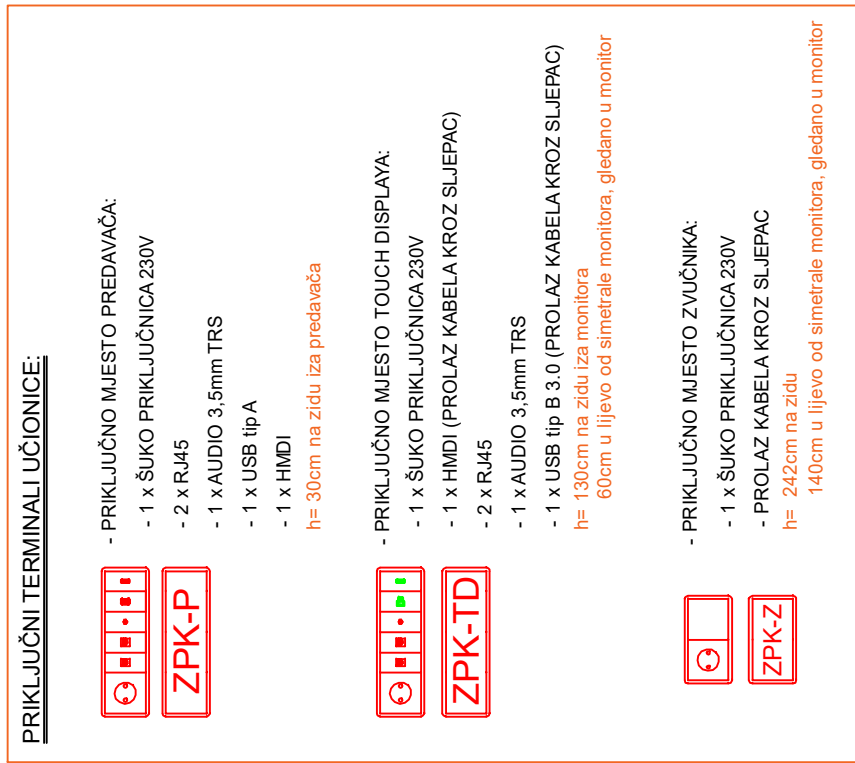 PRIKLJUČNI TERMINALI UČIONICE:
- PRIKLJUČNO MJESTO PREDAVAČA:
- 1 x ŠUKO PRIKLJUČNICA 230V
- 2 x RJ45
- 1 x AUDIO 3,5mm TRS
- 1 x USB tip A
- 1 x HMDI
h= 30cm na zidu iza predavača
ZPK-P
- PRIKLJUČNO MJESTO TOUCH DISPLAYA:
- 1 x ŠUKO PRIKLJUČNICA 230V
- 1 x HMDI (PROLAZ KABELA KROZ SLJEPAC)
- 2 x RJ45
- 1 x AUDIO 3,5mm TRS
- 1 x USB tip B 3.0 (PROLAZ KABELA KROZ SLJEPAC)
h= 130cm na zidu iza monitora
60cm u lijevo od simetrale monitora, gledano u monitor
ZPK-TD
- PRIKLJUČNO MJESTO ZVUČNIKA:
- 1 x ŠUKO PRIKLJUČNICA 230V
- PROLAZ KABELA KROZ SLJEPAC
h= 242cm na zidu
140cm u lijevo od simetrale monitora, gledano u monitor
ZPK-Z